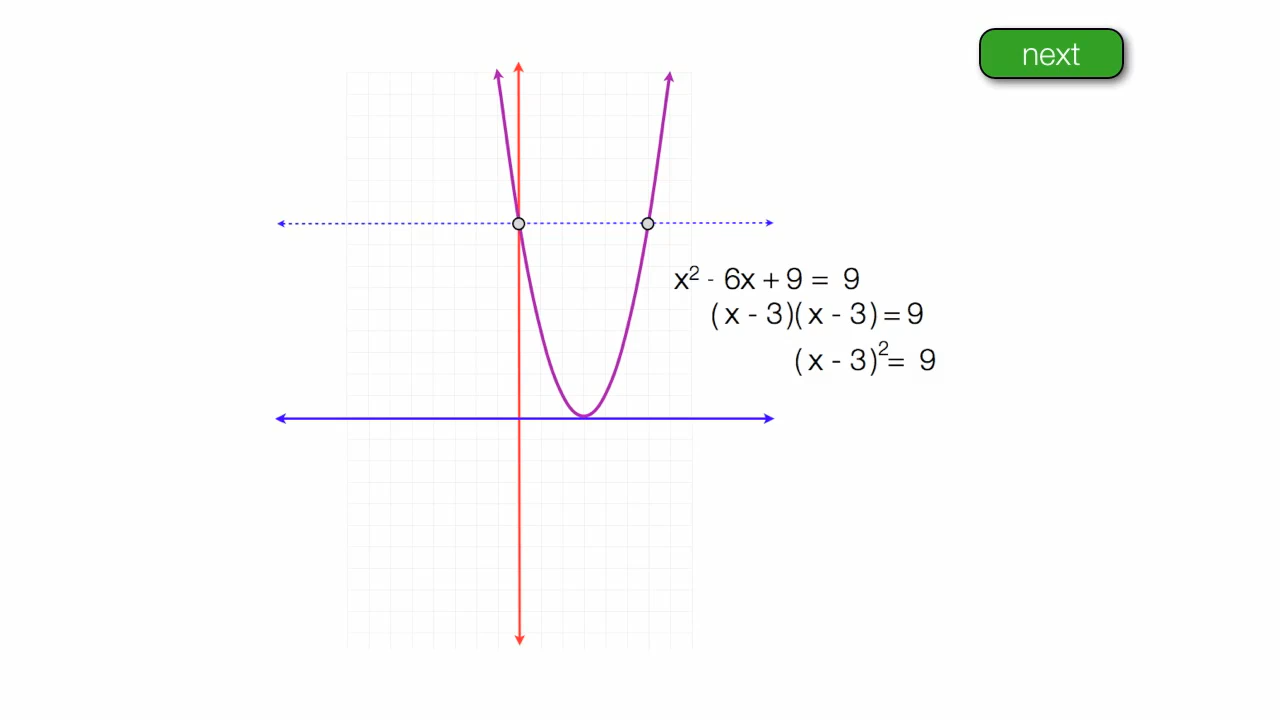 next
x² - 6x + 9 = 9
(x - 3)(x - 3) = 9
(x - 3)² = 9